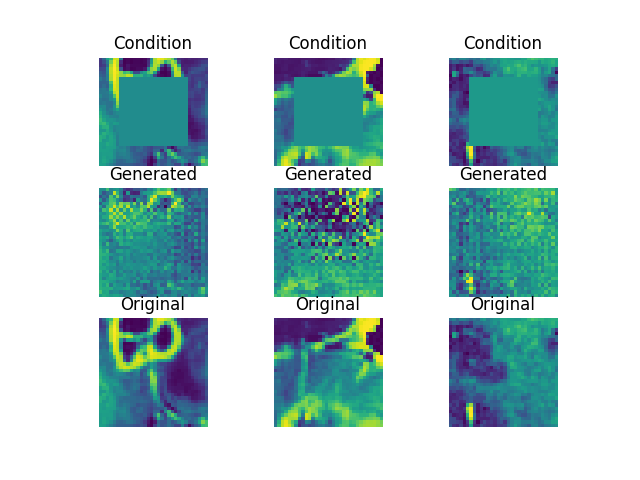 Condition Condition Condition
Generated Generated Generated
Original Original Original